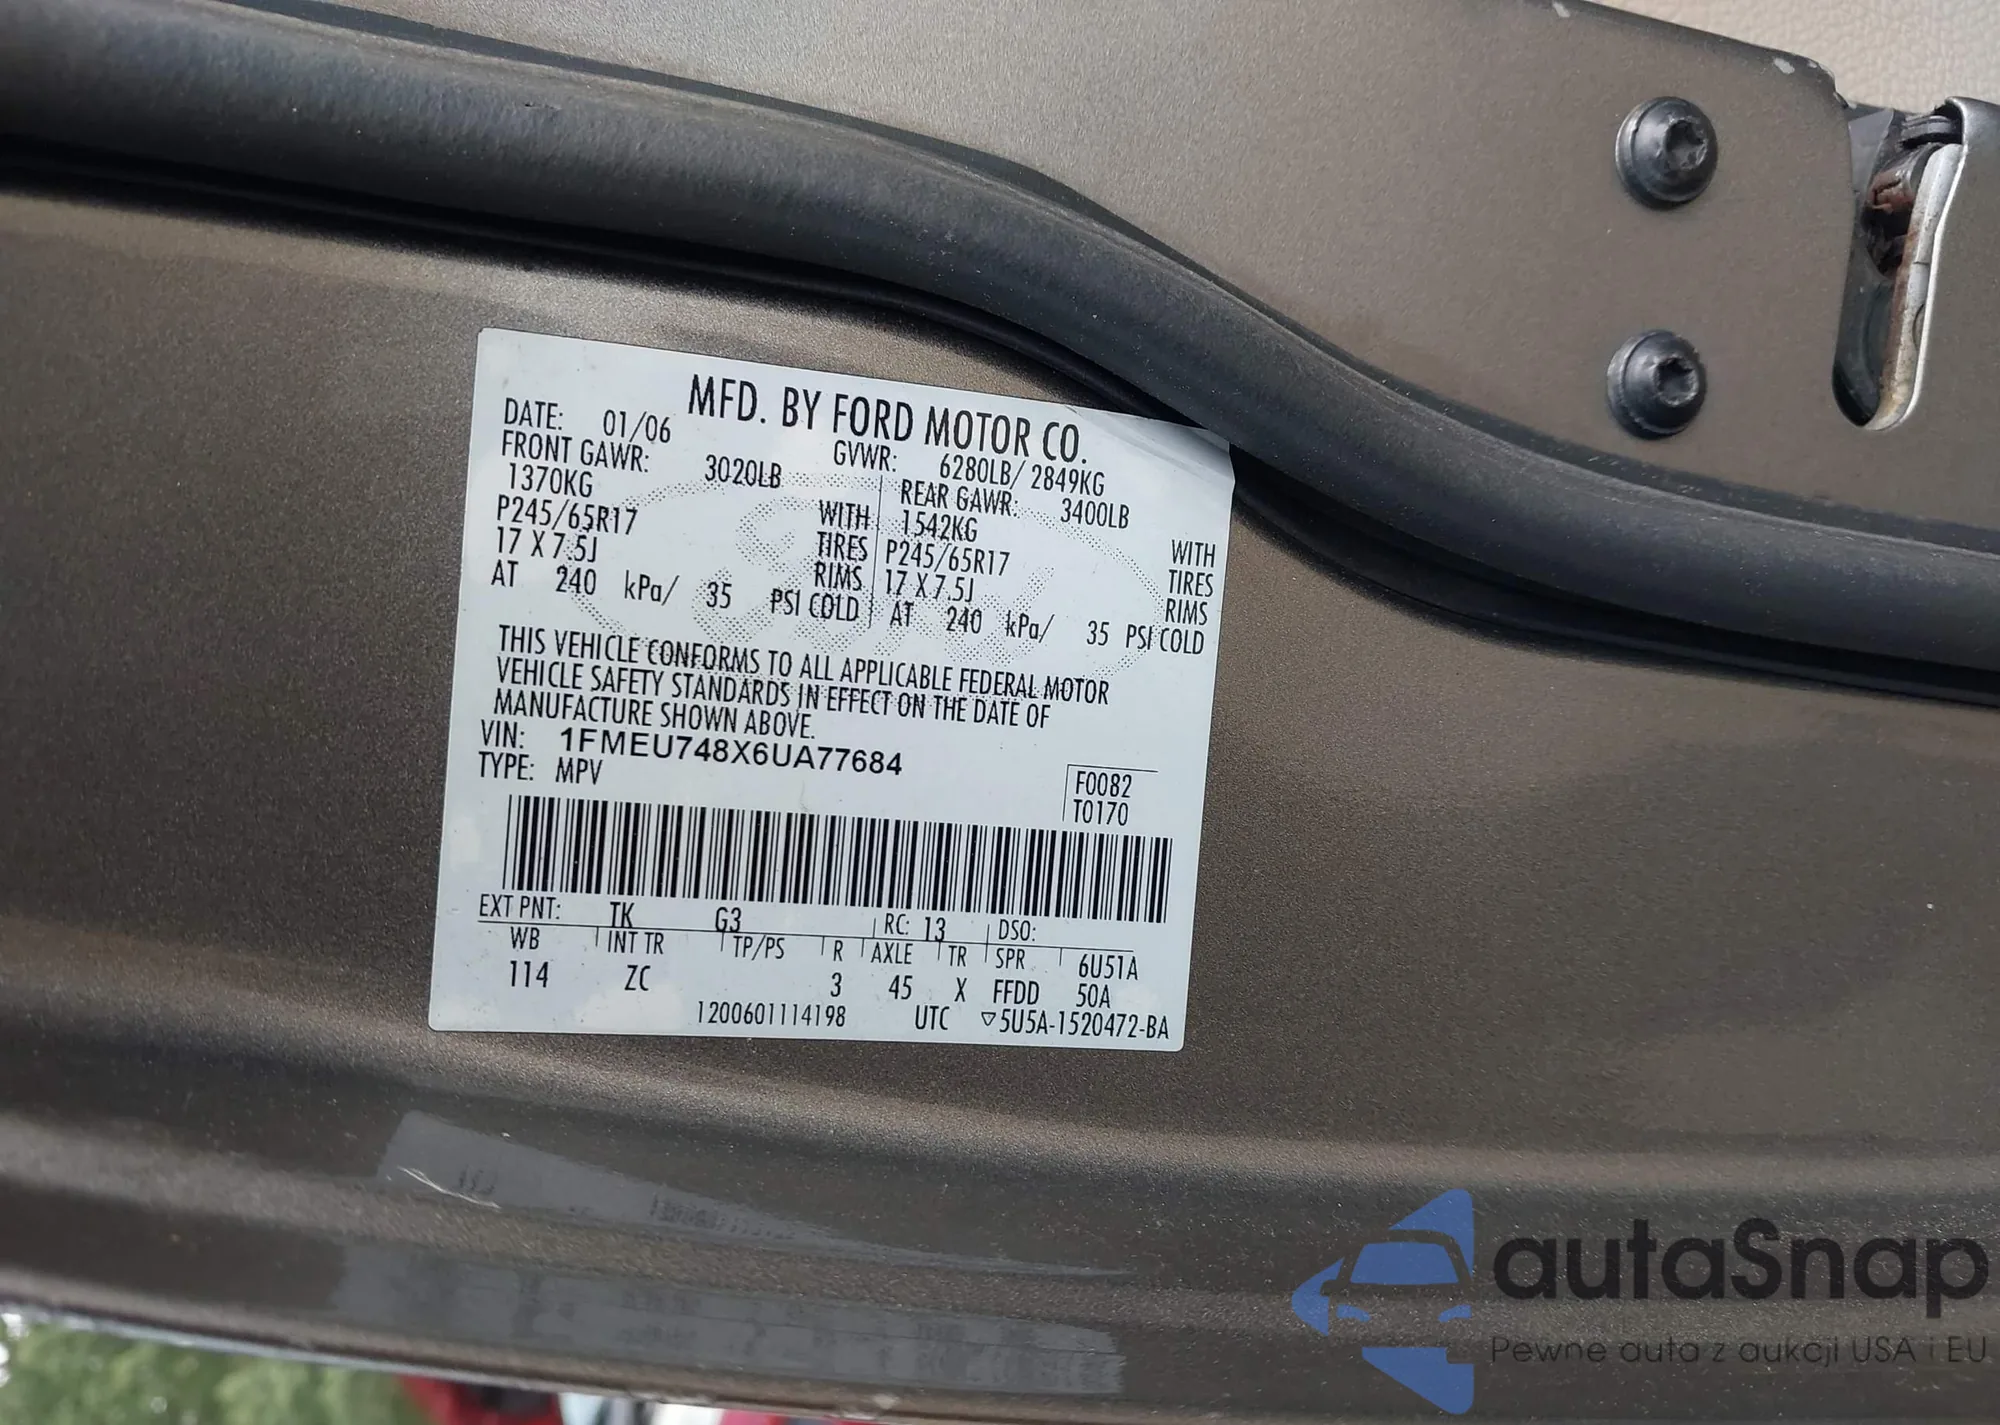 MFD. BY FORD MOTOR CO.
DATE: 01/06 GVWR: 6280LB/ 2849KG
FRONT GAWR: 3020LB REAR GAWR: 3400LB
1370KG WITH 1542KG WITH
P245/65R17 TIRES P245/65R17 TIRES
17 X 7.5J RIMS 17 X 7.5J RIMS
AT 240 kPa/ 35 PSI COLD AT 240 kPa/ 35 PSI COLD
THIS VEHICLE CONFORMS TO ALL APPLICABLE FEDERAL MOTOR
VEHICLE SAFETY STANDARDS IN EFFECT ON THE DATE OF
MANUFACTURE SHOWN ABOVE.
VIN: 1FMEU748X6UA77684
TYPE: MPV
F0082
T0170
EXT PNT: TK G3 RC: 13 DSO:
WB INT TR TP/PS R AXLE TR SPR 6U51A
114 ZC 3 45 X FFDD 50A
1200601114198 UTC ▽5U5A-1520472-BA
autaSnap
Pewne auta z aukcji USA i EU